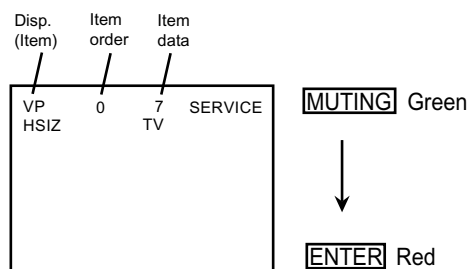 Disp. Item Item
(Item) order data
VP 0 7 SERVICE
HSIZ TV
MUTING Green
ENTER Red